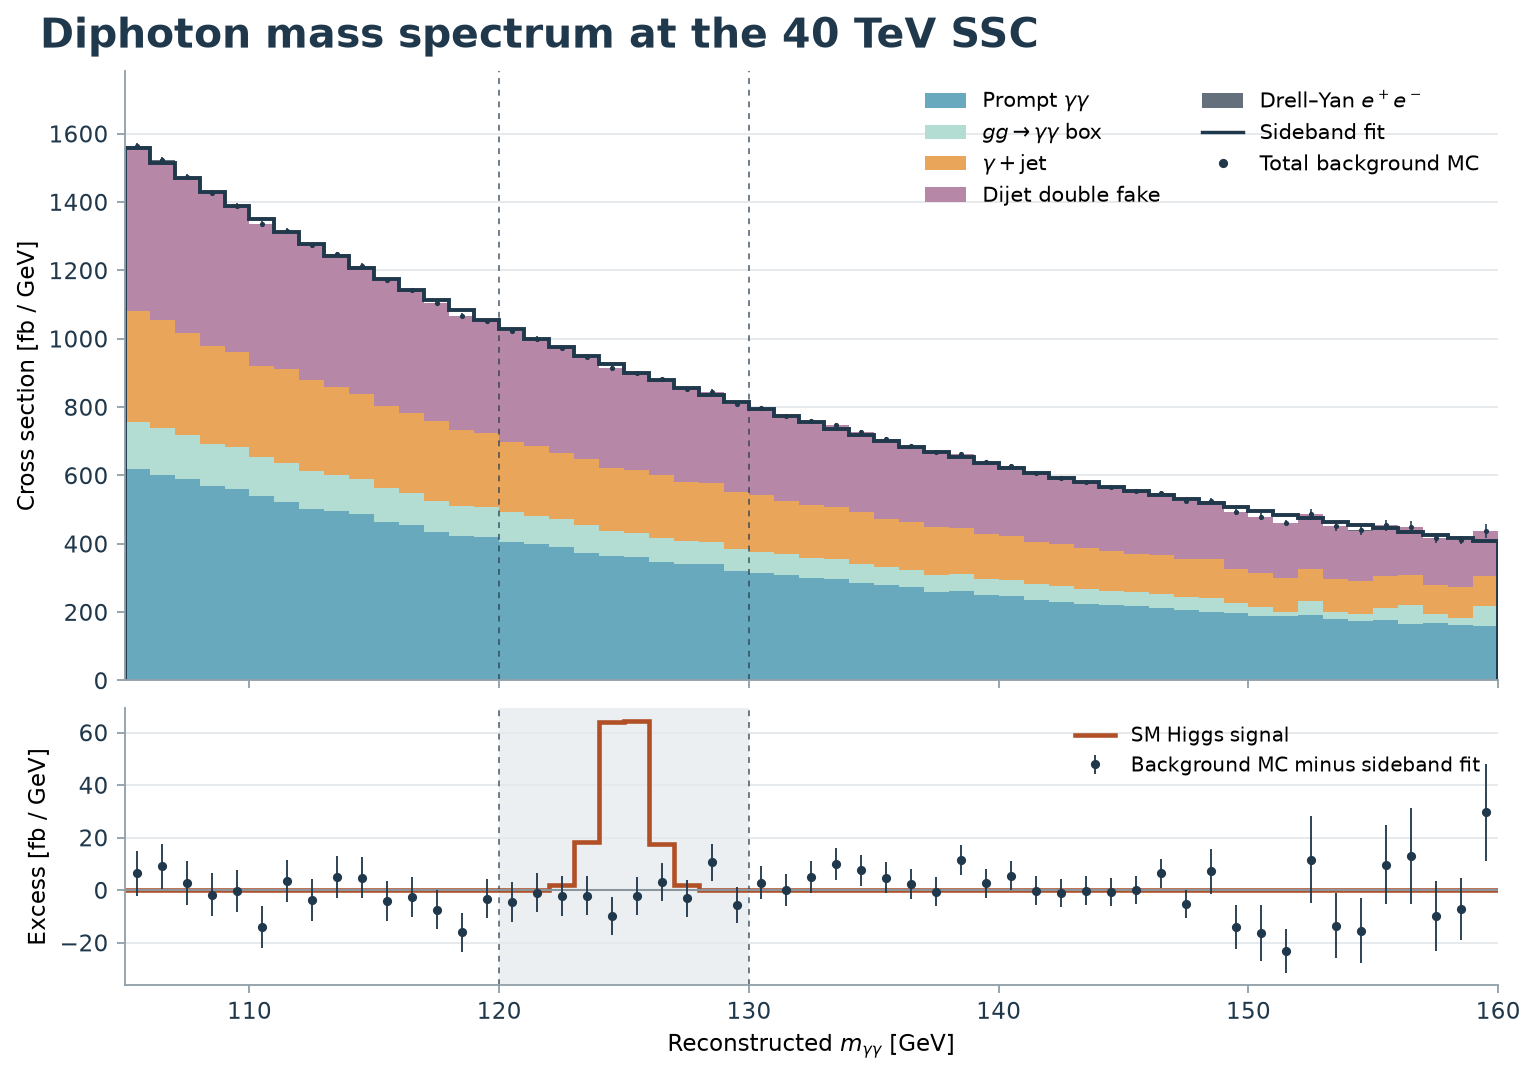 Diphoton mass spectrum at the 40 TeV SSC
Cross section [fb / GeV]
1600
1400
1200
1000
800
600
400
200
0
Prompt γγ
gg → γγ box
γ + jet
Dijet double fake
Drell–Yan e⁺e⁻
Sideband fit
Total background MC
Excess [fb / GeV]
60
40
20
0
−20
SM Higgs signal
Background MC minus sideband fit
110 120 130 140 150 160
Reconstructed mγγ [GeV]